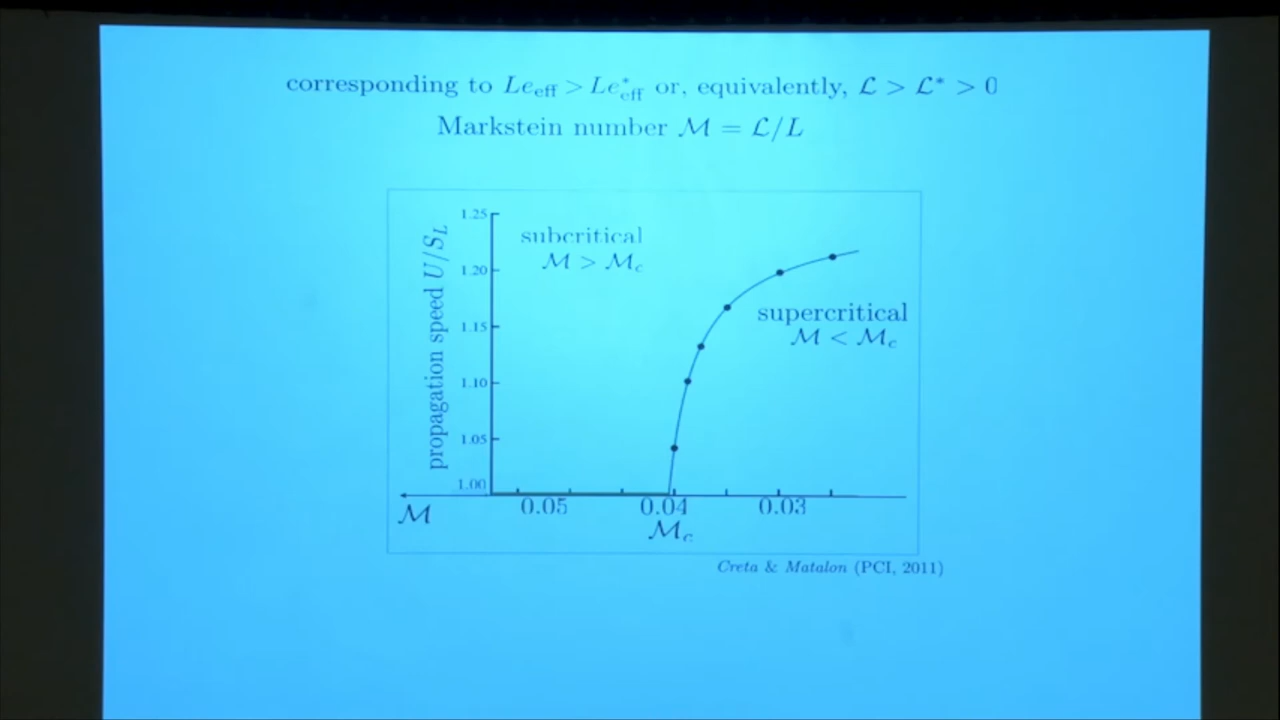 corresponding to Le_eff > Le*_eff or, equivalently, ℒ > ℒ* > 0
Markstein number ℳ = ℒ/L
propagation speed U/S_L
1.25
1.20
1.15
1.10
1.05
1.00
subcritical
ℳ > ℳ_c
supercritical
ℳ < ℳ_c
0.05 0.04 0.03
ℳ
ℳ_c
Creta & Matalon (PCI, 2011)